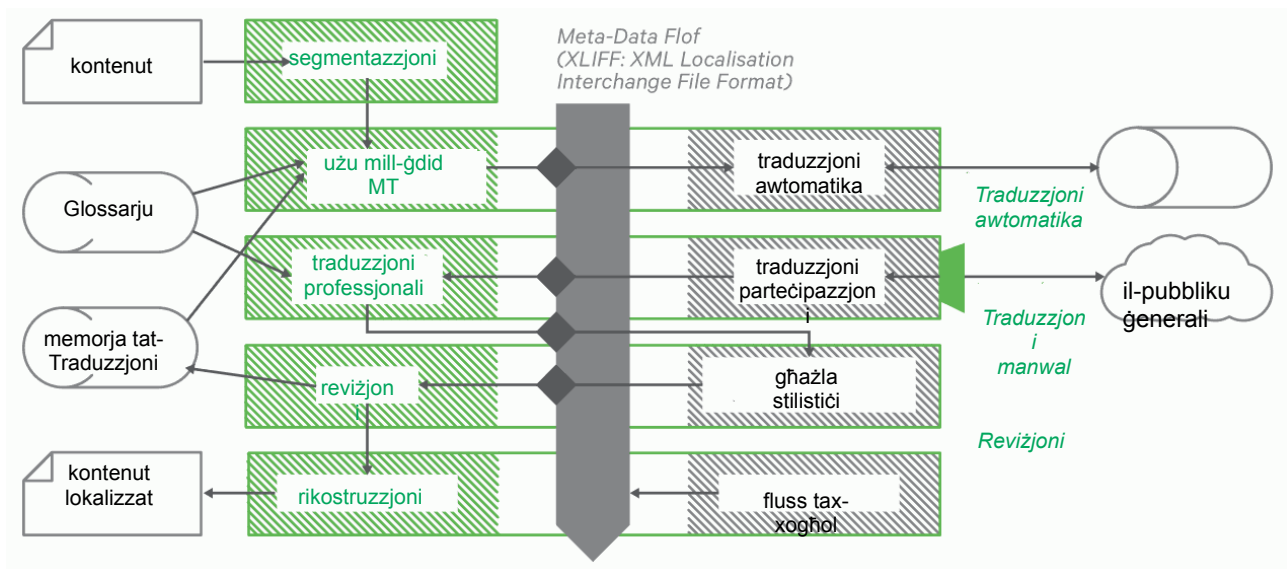 kontenut
segmentazzjoni
Meta-Data Flof
(XLIFF: XML Localisation
Interchange File Format)
użu mill-ġdid
MT
traduzzjoni
awtomatika
Traduzzjoni
awtomatika
Glossarju
traduzzjoni
professjonali
traduzzjoni
parteċipazzjon
i
il-pubbliku
ġenerali
Traduzzjon
i
manwal
memorja tat-
Traduzzjoni
reviżjon
i
għażla
stilistiċi
Reviżjoni
kontenut
lokalizzat
rikostruzzjoni
fluss tax-
xogħol